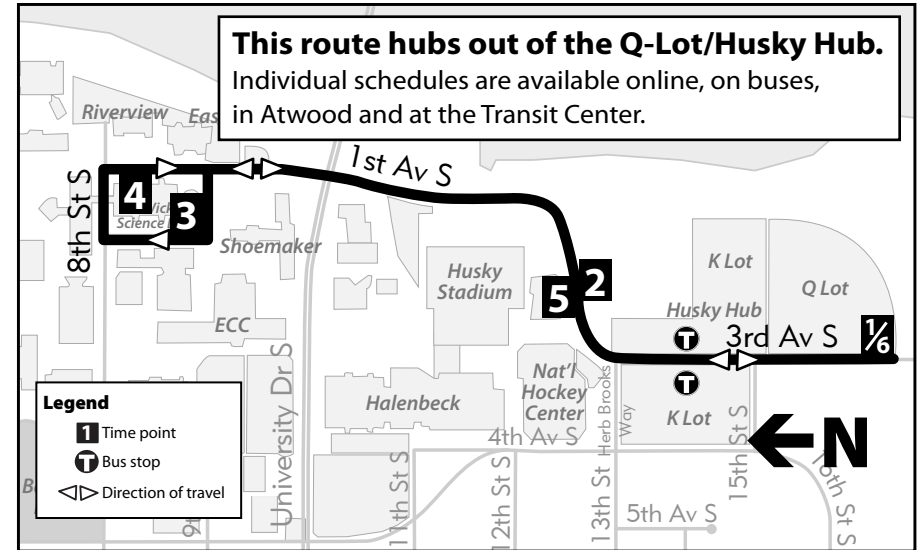 This route hubs out of the Q-Lot/Husky Hub.
Individual schedules are available online, on buses,
in Atwood and at the Transit Center.
Riverview
Eas
1st Av S
8th St S
4
3
Science
Shoemaker
Husky
Stadium
5
2
K Lot
Q Lot
Husky Hub
T
3rd Av S
1/6
T
ECC
University Dr S
Nat'l
Hockey
Center
Herb Brooks
Way
K Lot
Halenbeck
4th Av S
N
Legend
1 Time point
T Bus stop
Direction of travel
11th St S
12th St S
13th St
15th St S
16th St S
5th Av S